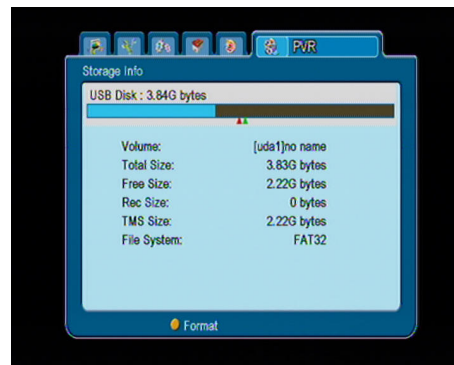 PVR
Storage Info
USB Disk : 3.84G bytes
Volume: [uda1]no name
Total Size: 3.83G bytes
Free Size: 2.22G bytes
Rec Size: 0 bytes
TMS Size: 2.22G bytes
File System: FAT32
Format